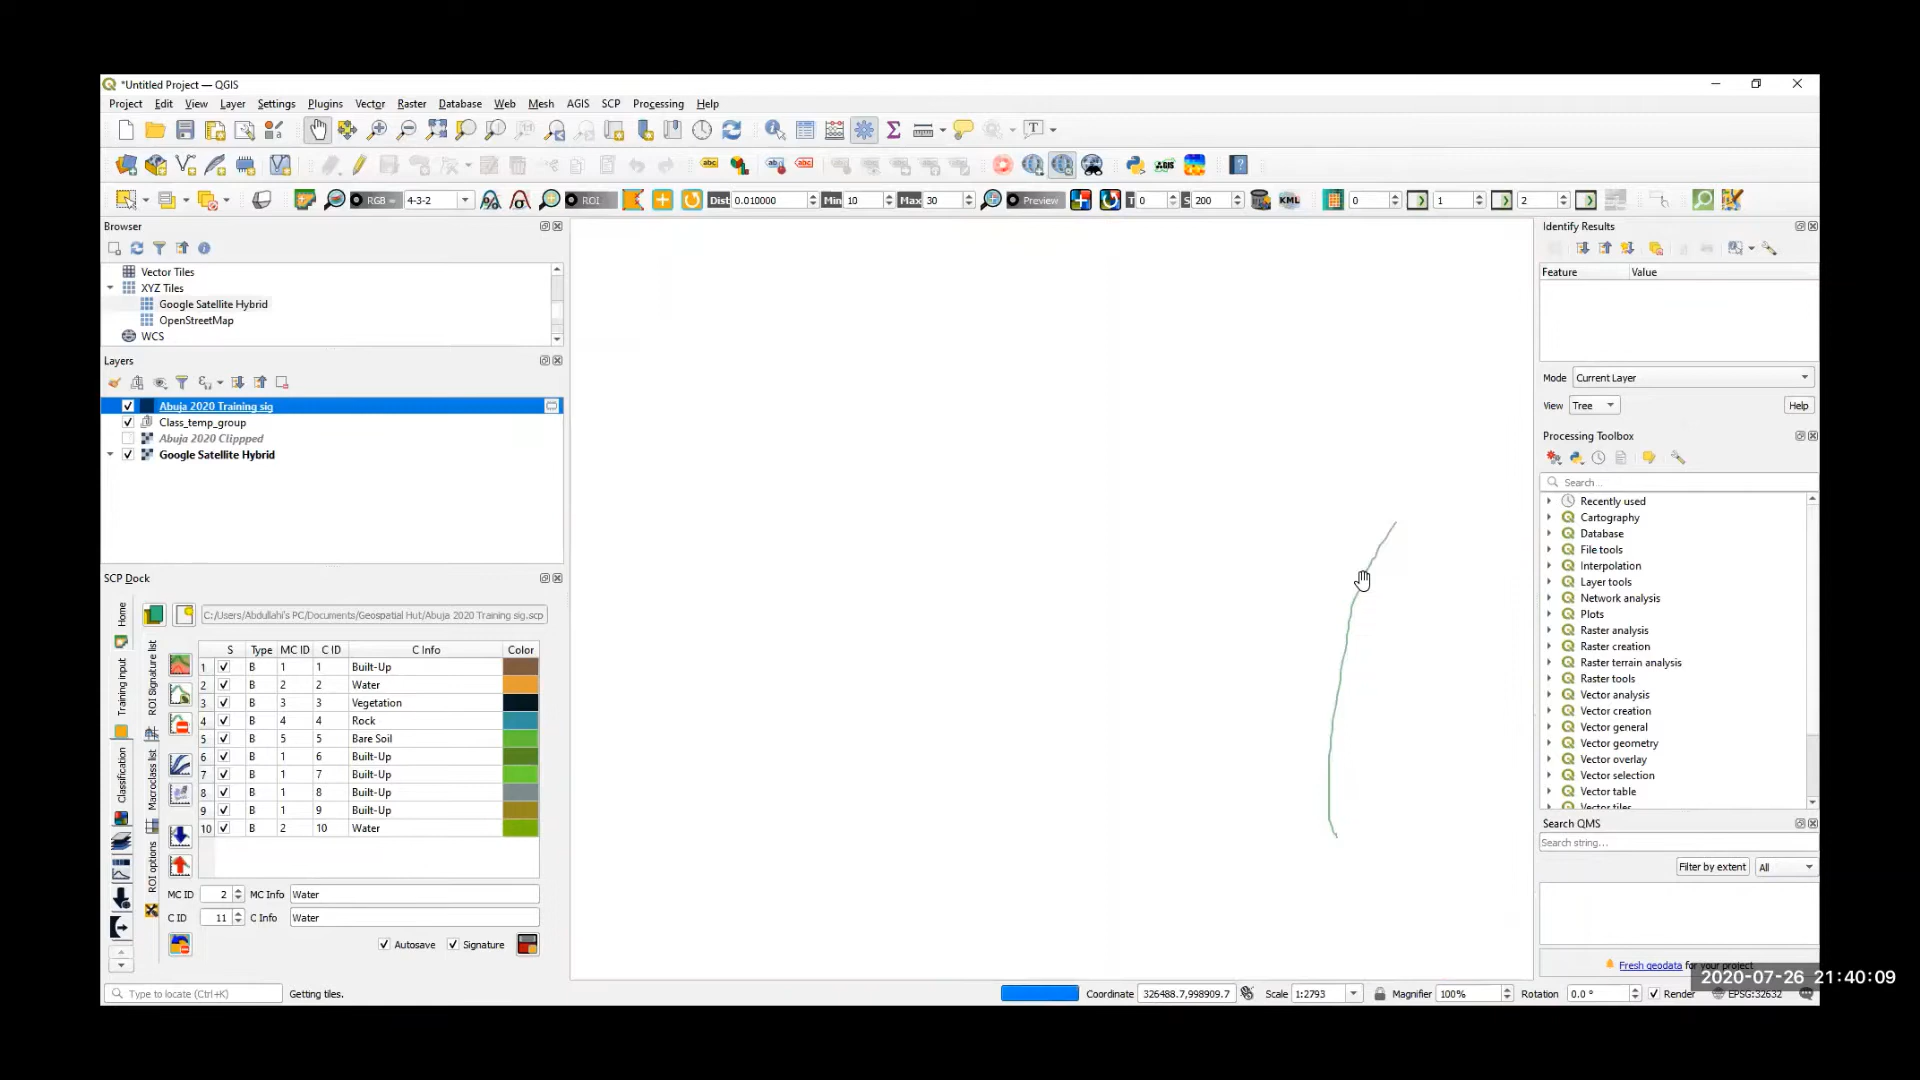 *Untitled Project — QGIS
Project Edit View Layer Settings Plugins Vector Raster Database Web Mesh AGIS SCP Processing Help
RGB = 4-3-2 ROI Dist 0.010000 Min 10 Max 30 Preview T 0 S 200 KML 0 1 2
Browser
Vector Tiles
XYZ Tiles
Google Satellite Hybrid
OpenStreetMap
WCS
Layers
Abuja 2020 Training sig
Class_temp_group
Abuja 2020 Clippped
Google Satellite Hybrid
SCP Dock
Home
Training input
Classification
ROI Signature list
Macroclass list
ROI options
C:/Users/Abdullahi's PC/Documents/Geospatial Hut/Abuja 2020 Training sig.scp
S Type MC ID C ID C Info Color
1 B 1 1 Built-Up
2 B 2 2 Water
3 B 3 3 Vegetation
4 B 4 4 Rock
5 B 5 5 Bare Soil
6 B 1 6 Built-Up
7 B 1 7 Built-Up
8 B 1 8 Built-Up
9 B 1 9 Built-Up
10 B 2 10 Water
MC ID 2 MC Info Water
C ID 11 C Info Water
Autosave Signature
Identify Results
Feature Value
Mode Current Layer
View Tree Help
Processing Toolbox
Search...
Recently used
Cartography
Database
File tools
Interpolation
Layer tools
Network analysis
Plots
Raster analysis
Raster creation
Raster terrain analysis
Raster tools
Vector analysis
Vector creation
Vector general
Vector geometry
Vector overlay
Vector selection
Vector table
Vector tiles
Search QMS
Search string...
Filter by extent All
Fresh geodata for your project
2020-07-26 21:40:09
Type to locate (Ctrl+K) Getting tiles. Coordinate 326488.7,998909.7 Scale 1:2793 Magnifier 100% Rotation 0.0 ° Render EPSG:32632